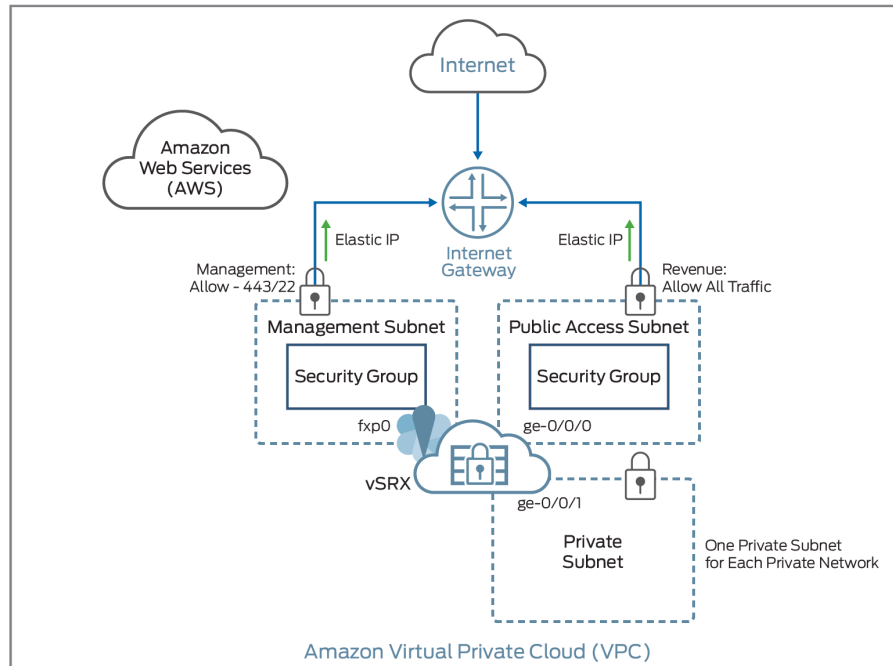 Internet
Amazon
Web Services
(AWS)
Elastic IP
Elastic IP
Internet
Gateway
Management:
Allow - 443/22
Revenue:
Allow All Traffic
Management Subnet
Public Access Subnet
Security Group
Security Group
fxp0
ge-0/0/0
vSRX
ge-0/0/1
Private
Subnet
One Private Subnet
for Each Private Network
Amazon Virtual Private Cloud (VPC)